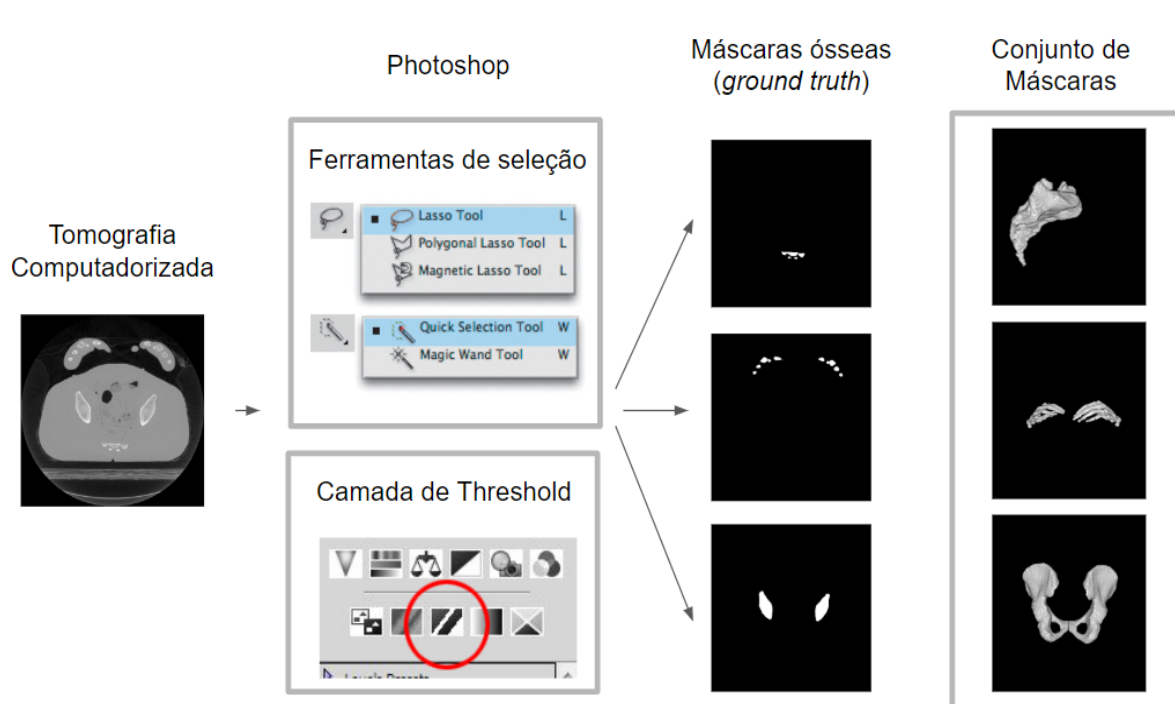 Tomografia
Computadorizada
Photoshop
Ferramentas de seleção
Lasso Tool L
Polygonal Lasso Tool L
Magnetic Lasso Tool L
Quick Selection Tool W
Magic Wand Tool W
Camada de Threshold
Máscaras ósseas
(ground truth)
Conjunto de
Máscaras